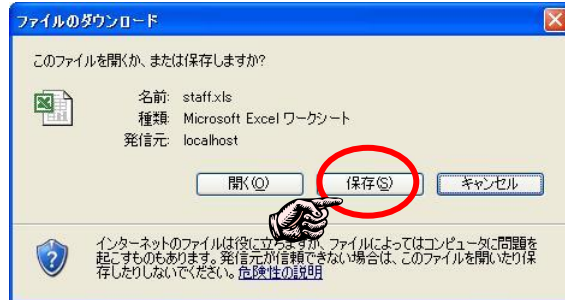 ファイルのダウンロード
このファイルを開くか、または保存しますか?
名前: staff.xls
種類: Microsoft Excel ワークシート
発信元: localhost
開く(O) 保存(S) キャンセル
インターネットのファイルは役に立ちますが、ファイルによってはコンピュータに問題を
起こすものもあります。発信元が信頼できない場合は、このファイルを開いたり保
存したりしないでください。危険性の説明